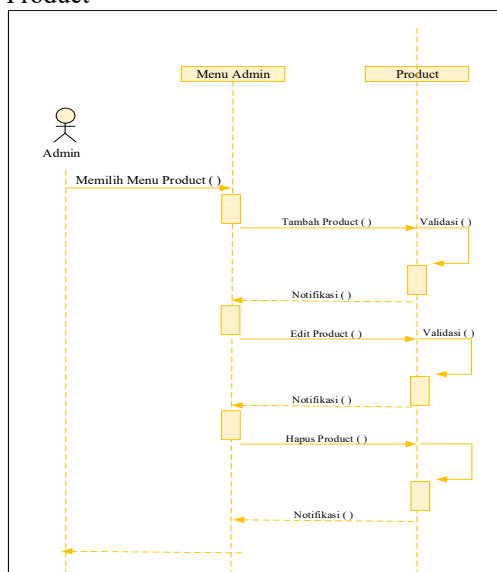 Product
Menu Admin
Product
Admin
Memilih Menu Product ( )
Tambah Product ( )
Validasi ( )
Notifikasi ( )
Edit Product ( )
Validasi ( )
Notifikasi ( )
Hapus Product ( )
Notifikasi ( )